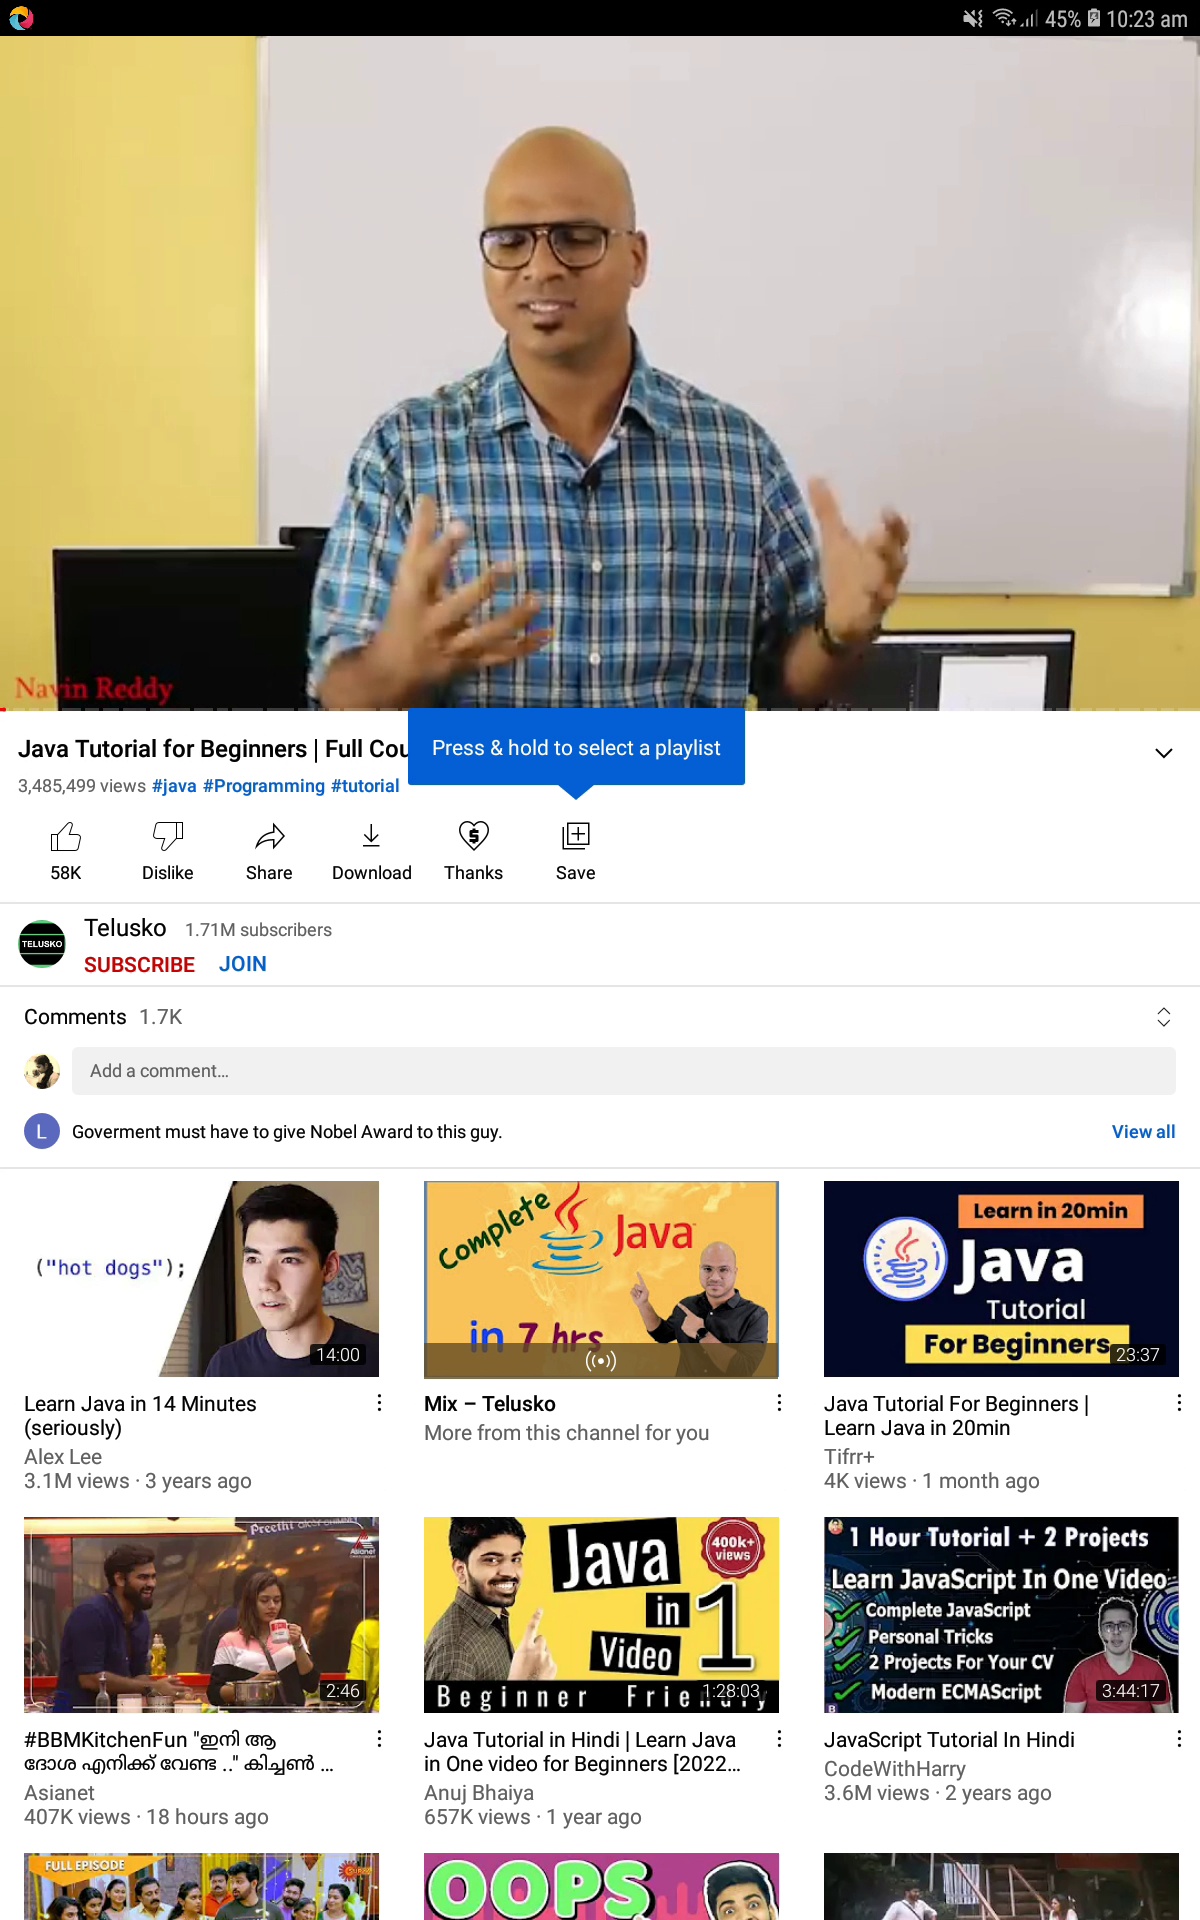 45% 10:23 am
Navin Reddy
Press & hold to select a playlist
Java Tutorial for Beginners | Full Cou
3,485,499 views #java #Programming #tutorial
58K Dislike Share Download Thanks Save
TELUSKO
Telusko 1.71M subscribers
SUBSCRIBE JOIN
Comments 1.7K
Add a comment...
L Goverment must have to give Nobel Award to this guy. View all
("hot dogs");
14:00
Complete Java
in 7 hrs
Learn in 20min
Java
Tutorial
For Beginners
23:37
Learn Java in 14 Minutes
(seriously)
Alex Lee
3.1M views · 3 years ago
Mix – Telusko
More from this channel for you
Java Tutorial For Beginners |
Learn Java in 20min
Tifrr+
4K views · 1 month ago
Preethi
Asianet
2:46
Java
in 1
Video
400k+
views
Beginner
1:28:03
1 Hour Tutorial + 2 Projects
Learn JavaScript In One Video
Complete JavaScript
Personal Tricks
2 Projects For Your CV
Modern ECMAScript
3:44:17
B
#BBMKitchenFun "ഇനി ആ
ദോശ എനിക്ക് വേണ്ട .." കിച്ചൺ ...
Asianet
407K views · 18 hours ago
Java Tutorial in Hindi | Learn Java
in One video for Beginners [2022...
Anuj Bhaiya
657K views · 1 year ago
JavaScript Tutorial In Hindi
CodeWithHarry
3.6M views · 2 years ago
FULL EPISODE
OOPS